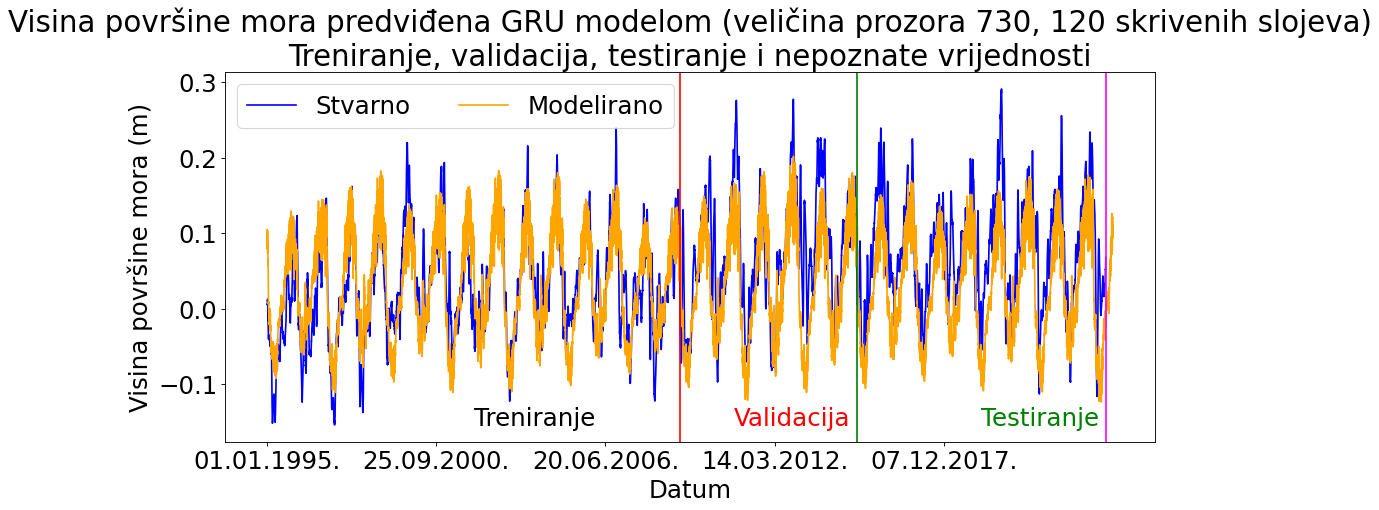 Visina površine mora predviđena GRU modelom (veličina prozora 730, 120 skrivenih slojeva)
Treniranje, validacija, testiranje i nepoznate vrijednosti
Visina površine mora (m)
0.3
0.2
0.1
0.0
−0.1
Stvarno Modelirano
Treniranje Validacija Testiranje
01.01.1995. 25.09.2000. 20.06.2006. 14.03.2012. 07.12.2017.
Datum